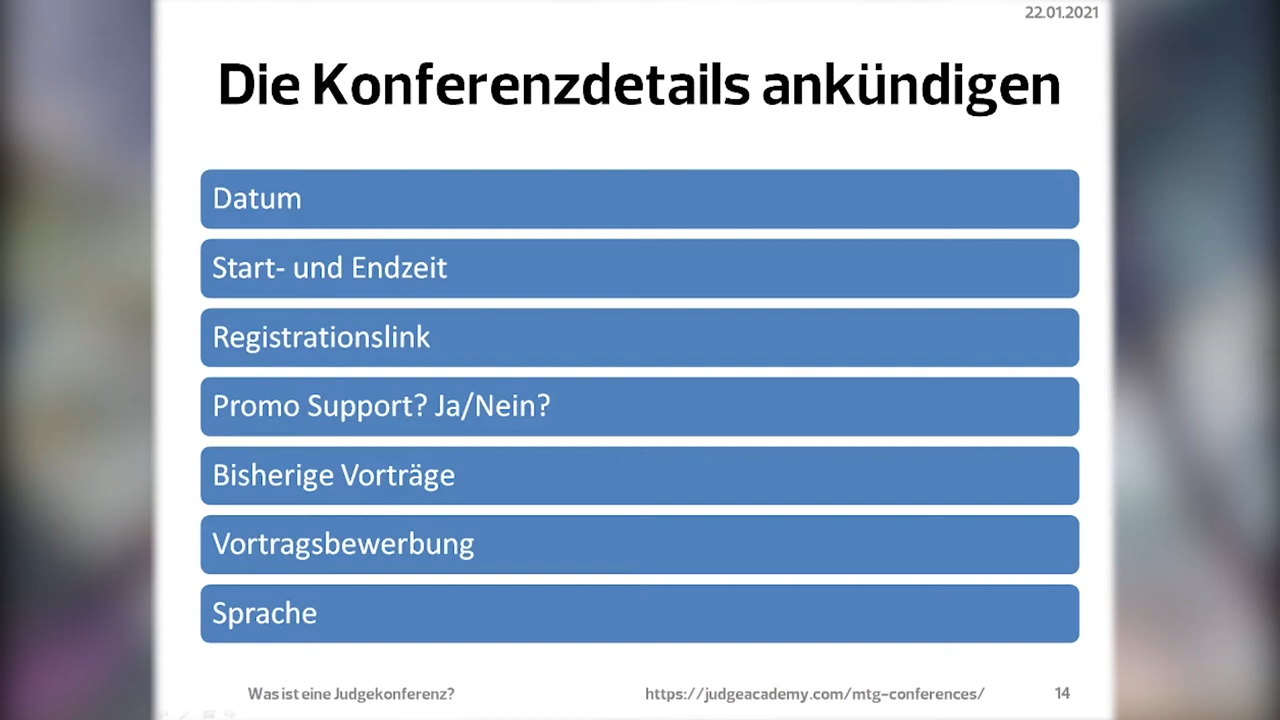 22.01.2021
Die Konferenzdetails ankündigen
Datum
Start- und Endzeit
Registrationslink
Promo Support? Ja/Nein?
Bisherige Vorträge
Vortragsbewerbung
Sprache
Was ist eine Judgekonferenz? https://judgeacademy.com/mtg-conferences/ 14